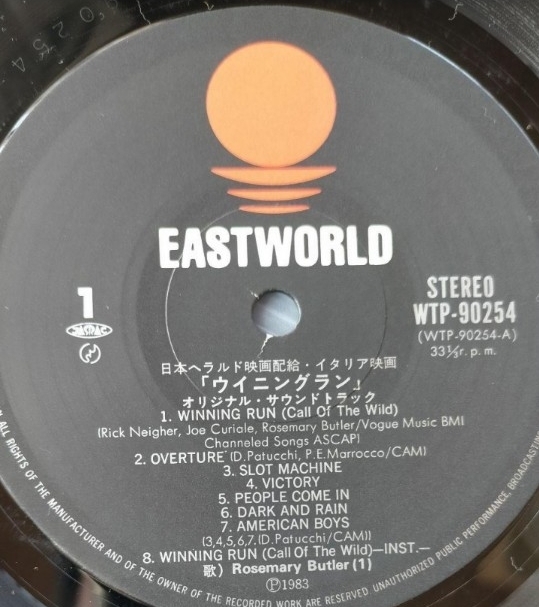 EASTWORLD
1
JASRAC
STEREO
WTP-90254
(WTP-90254-A)
33⅓r.p.m.
日本ヘラルド映画配給・イタリア映画
「ウイニングラン」
オリジナル・サウンドトラック
1. WINNING RUN (Call Of The Wild)
(Rick Neigher, Joe Curiale, Rosemary Butler/Vogue Music BMI
Channeled Songs ASCAP)
2. OVERTURE (D.Patucchi, P.E.Marrocco/CAM)
3. SLOT MACHINE
4. VICTORY
5. PEOPLE COME IN
6. DARK AND RAIN
7. AMERICAN BOYS
(3,4,5,6,7,(D.Patucchi/CAM))
8. WINNING RUN (Call Of The Wild)—INST.—
歌) Rosemary Butler (1)
Ⓟ1983
ALL RIGHTS OF THE MANUFACTURER AND OF THE OWNER OF THE RECORDED WORK ARE RESERVED UNAUTHORIZED PUBLIC PERFORMANCE, BROADCASTING